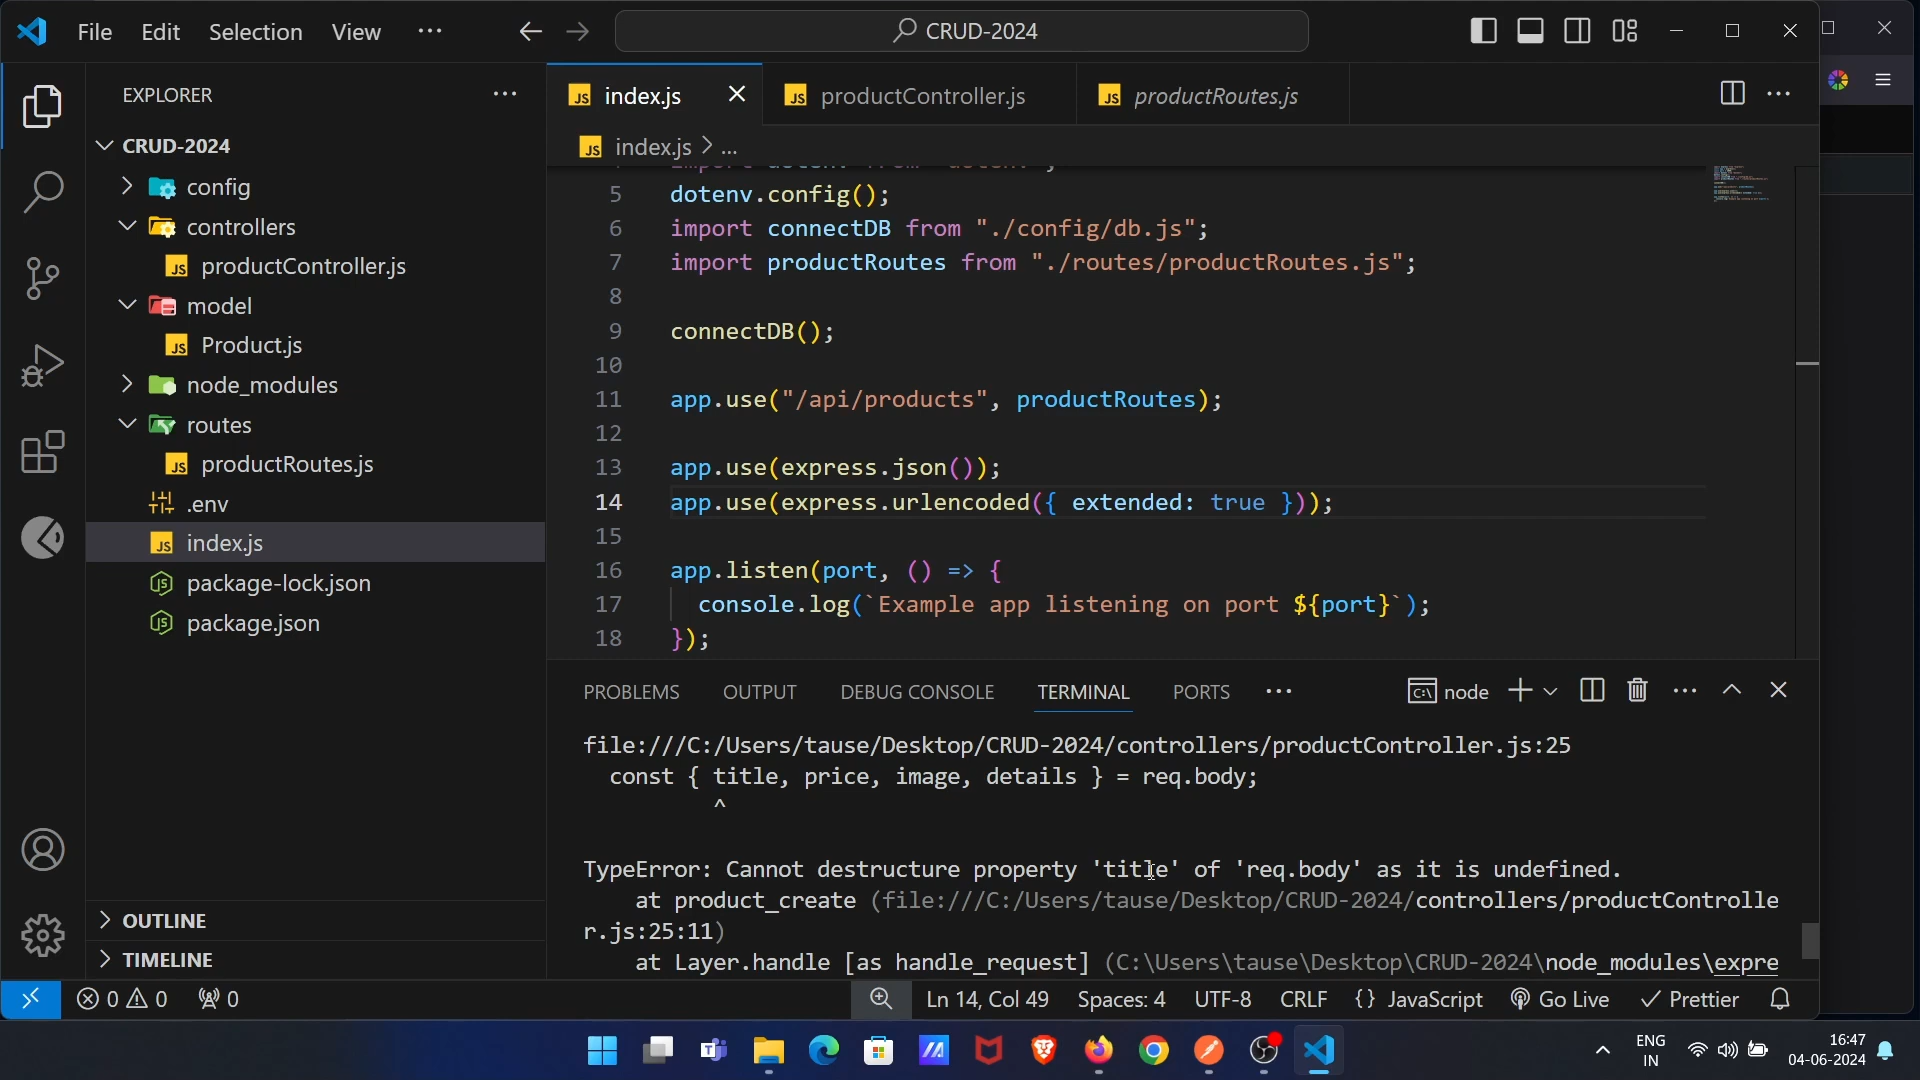 File Edit Selection View ... CRUD-2024
EXPLORER
CRUD-2024
config
controllers
productController.js
model
Product.js
node_modules
routes
productRoutes.js
.env
index.js
package-lock.json
package.json
OUTLINE
TIMELINE
index.js productController.js productRoutes.js
index.js > ...
5 dotenv.config();
6 import connectDB from "./config/db.js";
7 import productRoutes from "./routes/productRoutes.js";
8
9 connectDB();
10
11 app.use("/api/products", productRoutes);
12
13 app.use(express.json());
14 app.use(express.urlencoded({ extended: true }));
15
16 app.listen(port, () => {
17 console.log(`Example app listening on port ${port}`);
18 });
PROBLEMS OUTPUT DEBUG CONSOLE TERMINAL PORTS ... node
file:///C:/Users/tause/Desktop/CRUD-2024/controllers/productController.js:25
const { title, price, image, details } = req.body;
^
TypeError: Cannot destructure property 'title' of 'req.body' as it is undefined.
at product_create (file:///C:/Users/tause/Desktop/CRUD-2024/controllers/productControlle
r.js:25:11)
at Layer.handle [as handle_request] (C:\Users\tause\Desktop\CRUD-2024\node_modules\expre
0 0 0 Ln 14, Col 49 Spaces: 4 UTF-8 CRLF {} JavaScript Go Live Prettier
ENG
IN
16:47
04-06-2024